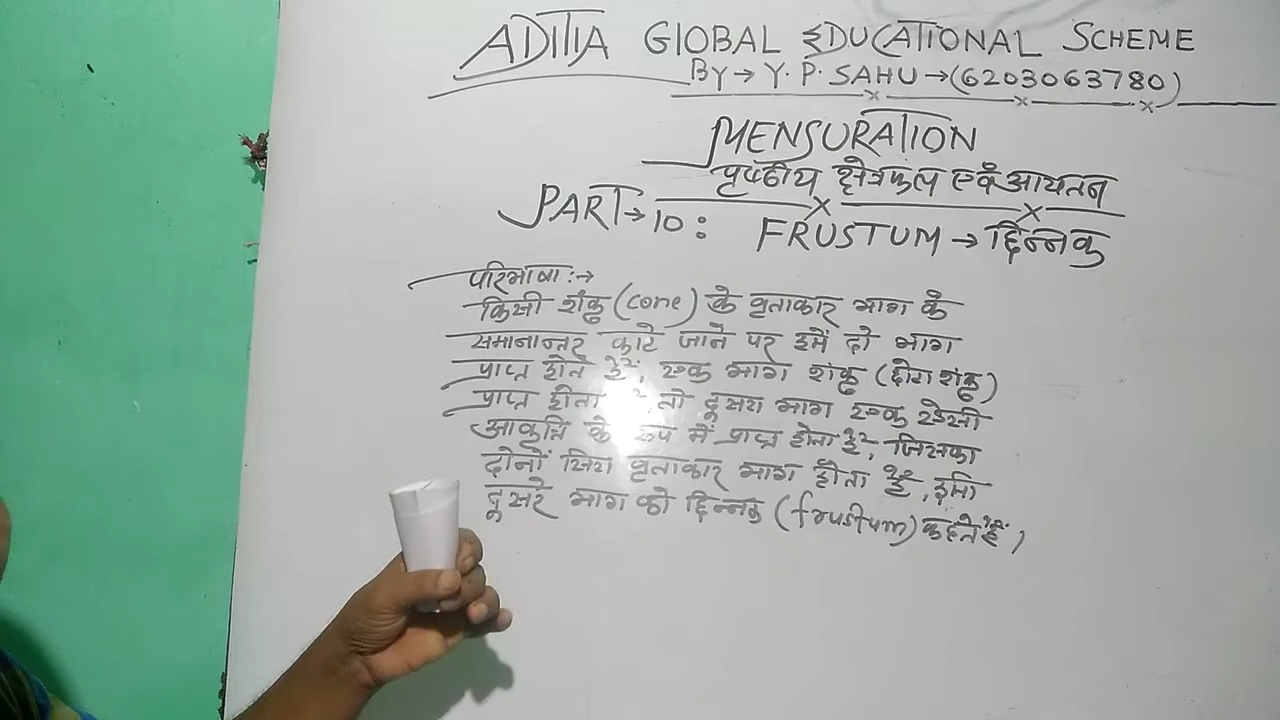 ADITIA GLOBAL EDUCATIONAL SCHEME
BY → Y. P. SAHU → (6203063780)
MENSURATION
पृष्ठीय क्षेत्रफल एवं आयतन
PART → 10 : FRUSTUM → छिन्नक
परिभाषा :→
किसी शंकु (cone) के वृताकार भाग के
समानान्तर काटे जाने पर हमें दो भाग
प्राप्त होते हैं, एक भाग शंकु (छोटा शंकु)
प्राप्त होता है तो दूसरा भाग एक ऐसी
आकृति के रूप में प्राप्त होता है, जिसका
दोनों सिरा वृताकार भाग होता है, इसी
दूसरे भाग को छिन्नक (frustum) कहते हैं,